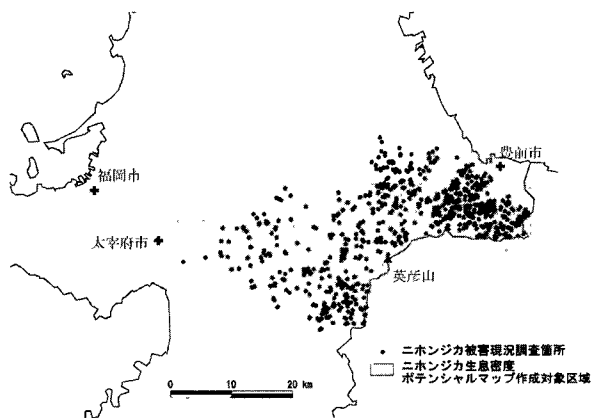 豊前市
福岡市
太宰府市
英彦山
ニホンジカ被害現況調査箇所
ニホンジカ生息密度
ポテンシャルマップ作成対象区域
0 10 20 km